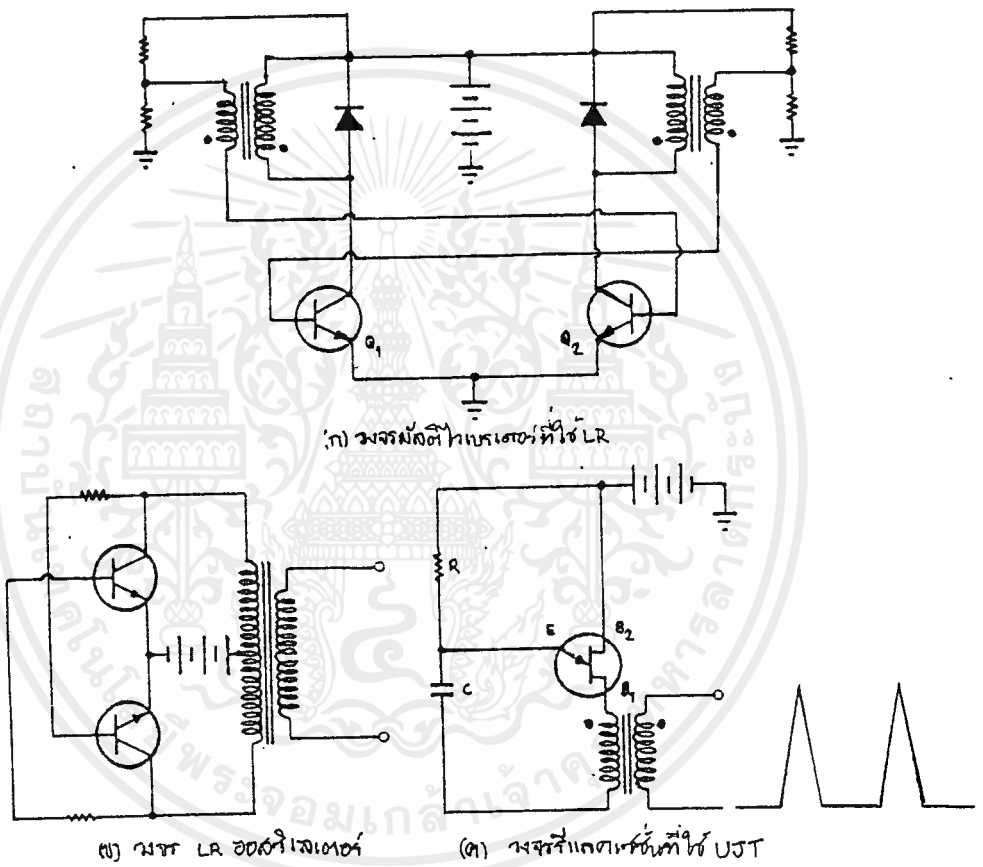 Q₁
Q₂
(ก) วงจรมัลติไวเบรเตอร์ที่ใช้ LR
R
C
E
B₂
B₁
(ข) วงจร LR ออสซิเลเตอร์
(ค) วงจรรีแลคเซชั่นที่ใช้ UJT